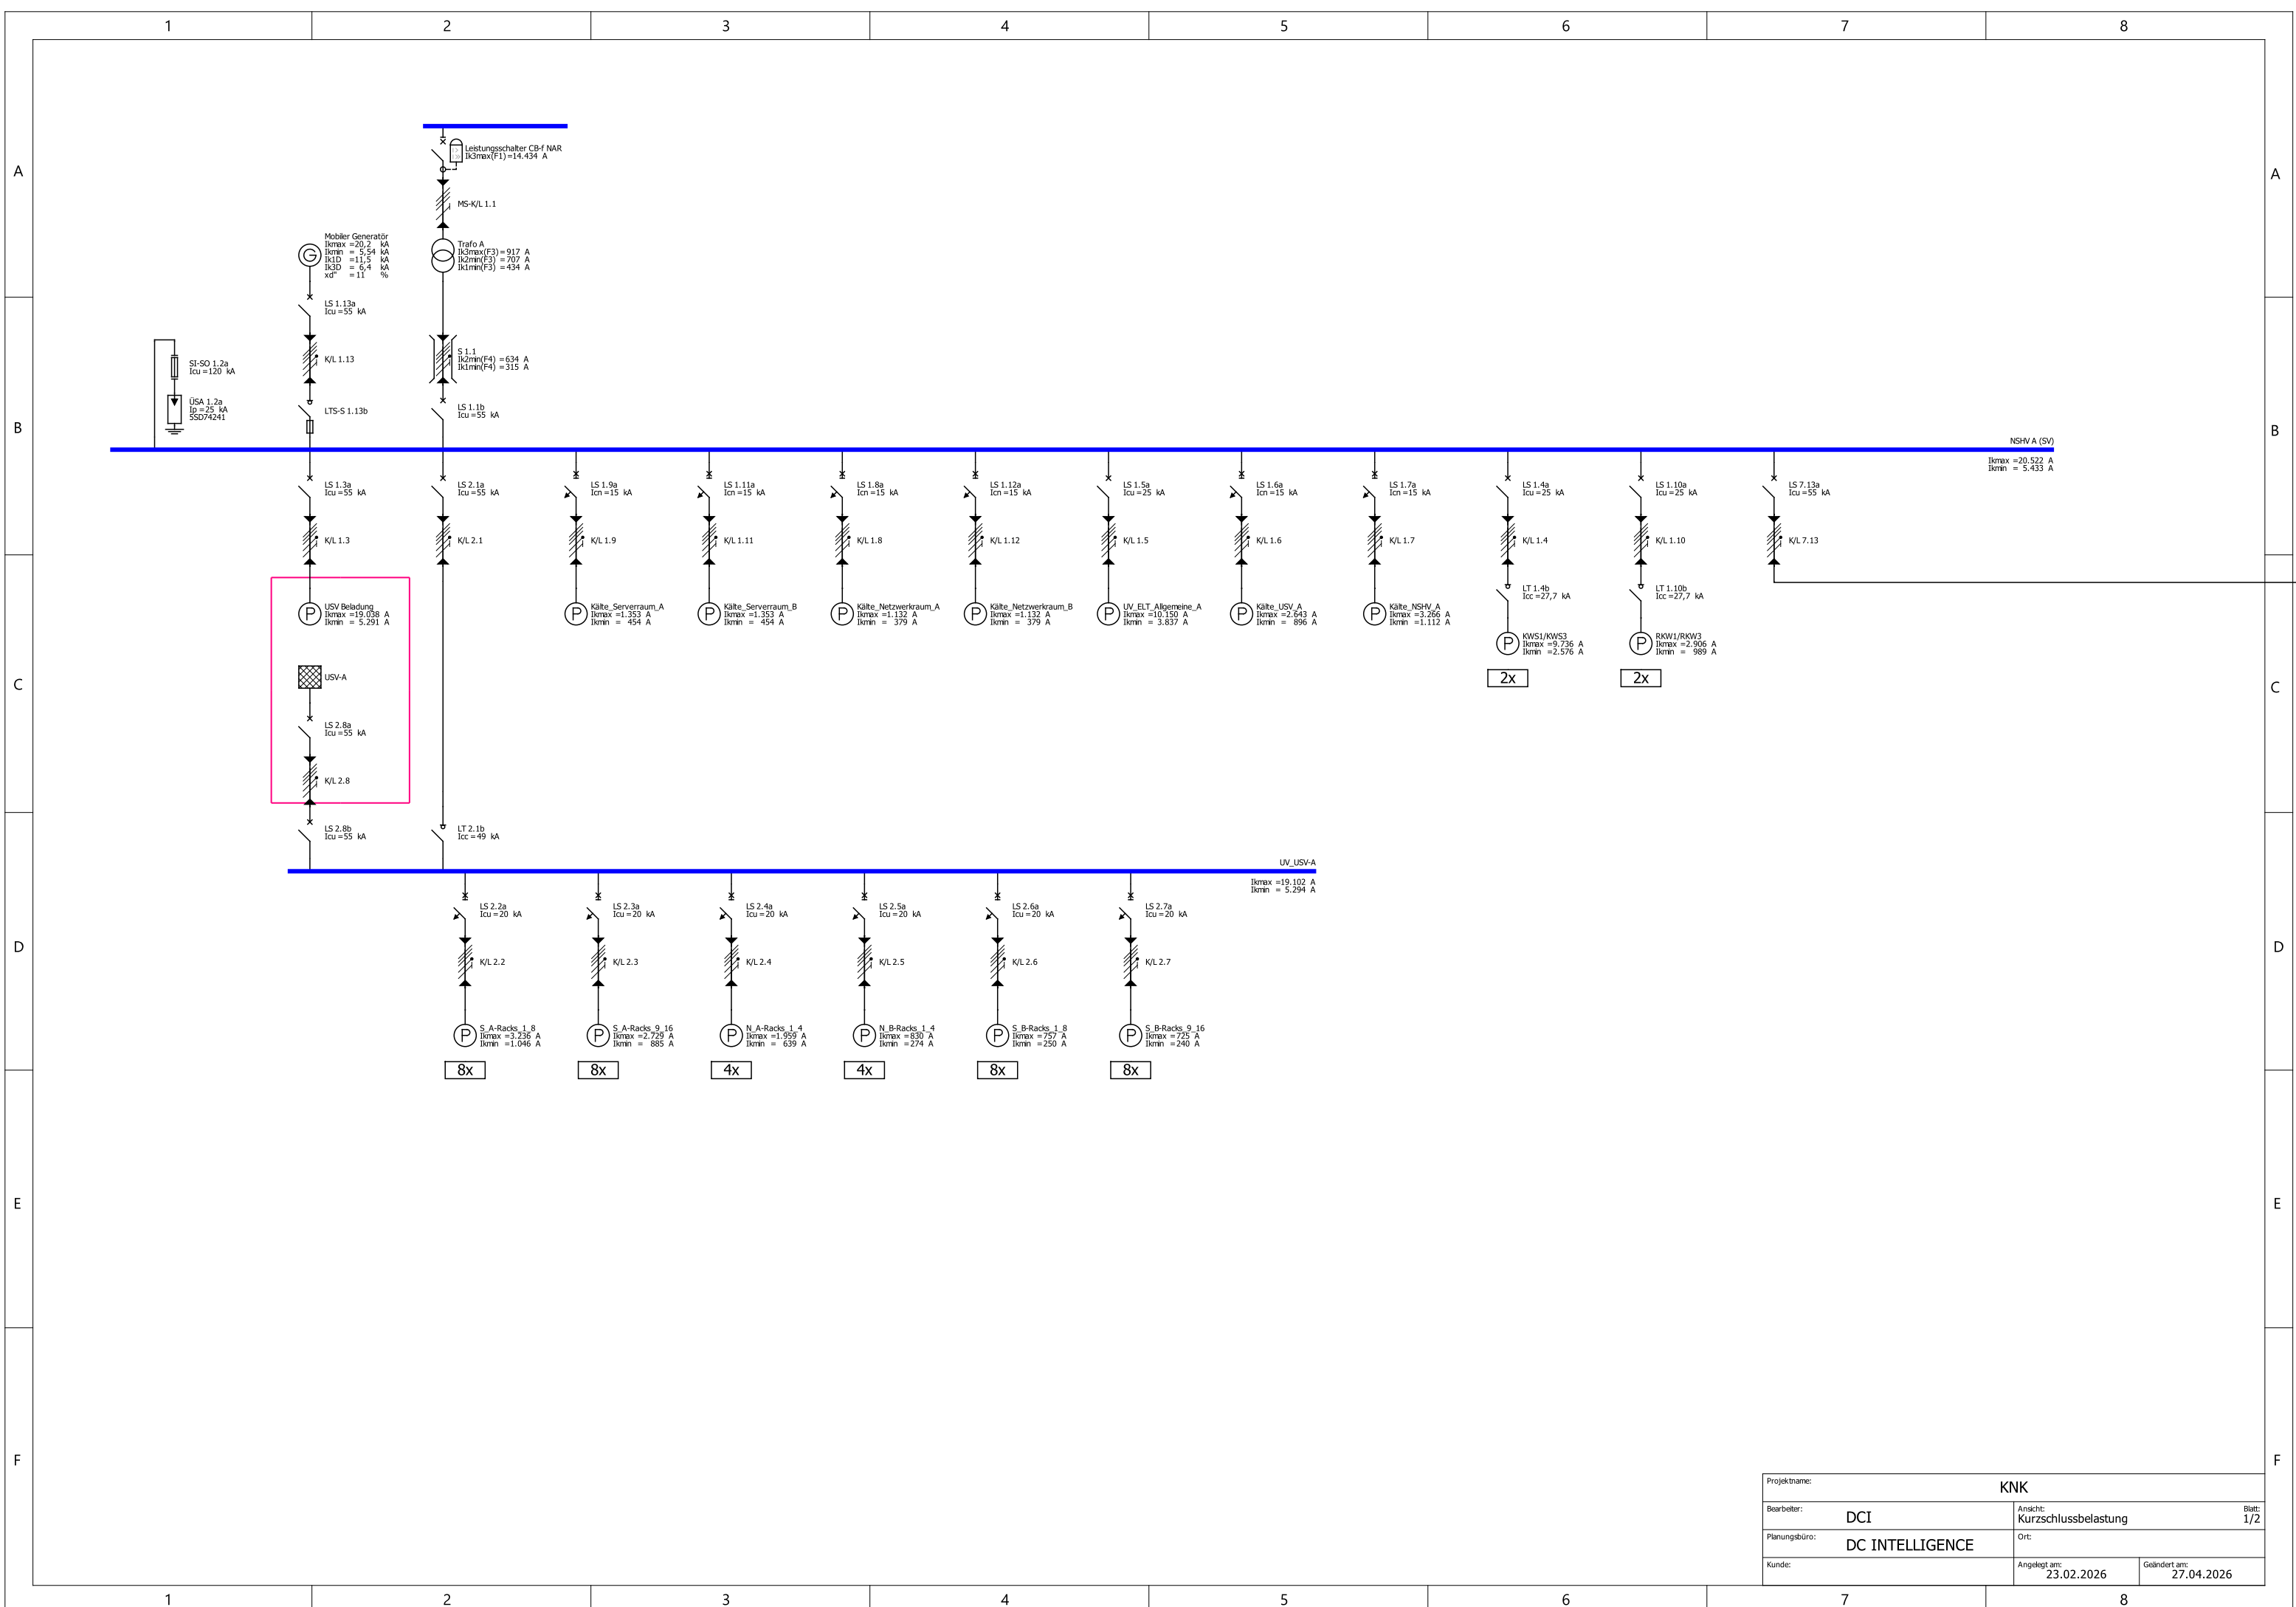 1 2 3 4 5 6 7 8
A A
Leistungsschalter CB-f NAR
Ik3max(F1)=14.434 A
MS-K/L 1.1
Mobiler Generatör
Ikmax =20,2 kA
Ikmin = 5,54 kA
Ik1D =11,5 kA
Ik3D = 6,4 kA
xd" =11 %
G
Trafo A
Ik3max(F3)=917 A
Ik2min(F3) =707 A
Ik1min(F3) =434 A
LS 1.13a
Icu =55 kA
K/L 1.13
S 1.1
Ik2min(F4) =634 A
Ik1min(F4) =315 A
SI-SO 1.2a
Icu =120 kA
ÜSA 1.2a
Ip =25 kA
5SD74241
LTS-S 1.13b
LS 1.1b
Icu =55 kA
B B
NSHV A (SV)
Ikmax =20.522 A
Ikmin = 5.433 A
LS 1.3a
Icu =55 kA
LS 2.1a
Icu =55 kA
LS 1.9a
Icn =15 kA
LS 1.11a
Icn =15 kA
LS 1.8a
Icn =15 kA
LS 1.12a
Icn =15 kA
LS 1.5a
Icu =25 kA
LS 1.6a
Icn =15 kA
LS 1.7a
Icn =15 kA
LS 1.4a
Icu =25 kA
LS 1.10a
Icu =25 kA
LS 7.13a
Icu =55 kA
K/L 1.3
K/L 2.1
K/L 1.9
K/L 1.11
K/L 1.8
K/L 1.12
K/L 1.5
K/L 1.6
K/L 1.7
K/L 1.4
K/L 1.10
K/L 7.13
LT 1.4b
Icc =27,7 kA
LT 1.10b
Icc =27,7 kA
P
USV Beladung
Ikmax =19.038 A
Ikmin = 5.291 A
P
Kälte_Serverraum_A
Ikmax =1.353 A
Ikmin = 454 A
P
Kälte_Serverraum_B
Ikmax =1.353 A
Ikmin = 454 A
P
Kälte_Netzwerkraum_A
Ikmax =1.132 A
Ikmin = 379 A
P
Kälte_Netzwerkraum_B
Ikmax =1.132 A
Ikmin = 379 A
P
UV_ELT_Allgemeine_A
Ikmax =10.150 A
Ikmin = 3.837 A
P
Kälte_USV_A
Ikmax =2.643 A
Ikmin = 896 A
P
Kälte_NSHV_A
Ikmax =3.266 A
Ikmin =1.112 A
P
KWS1/KWS3
Ikmax =9.736 A
Ikmin =2.576 A
2x
P
RKW1/RKW3
Ikmax =2.906 A
Ikmin = 989 A
2x
C C
USV-A
LS 2.8a
Icu =55 kA
K/L 2.8
LS 2.8b
Icu =55 kA
LT 2.1b
Icc =49 kA
UV_USV-A
Ikmax =19.102 A
Ikmin = 5.294 A
LS 2.2a
Icu =20 kA
LS 2.3a
Icu =20 kA
LS 2.4a
Icu =20 kA
LS 2.5a
Icu =20 kA
LS 2.6a
Icu =20 kA
LS 2.7a
Icu =20 kA
D D
K/L 2.2
K/L 2.3
K/L 2.4
K/L 2.5
K/L 2.6
K/L 2.7
P
S_A-Racks_1_8
Ikmax =3.236 A
Ikmin =1.046 A
8x
P
S_A-Racks_9_16
Ikmax =2.729 A
Ikmin = 885 A
8x
P
N_A-Racks_1_4
Ikmax =1.959 A
Ikmin = 639 A
4x
P
N_B-Racks_1_4
Ikmax =830 A
Ikmin =274 A
4x
P
S_B-Racks_1_8
Ikmax =757 A
Ikmin =250 A
8x
P
S_B-Racks_9_16
Ikmax =725 A
Ikmin =240 A
8x
E E
F F
Projektname:
KNK
Bearbeiter:
DCI
Ansicht:
Kurzschlussbelastung
Blatt:
1/2
Planungsbüro:
DC INTELLIGENCE
Ort:
Kunde:
Angelegt am:
23.02.2026
Geändert am:
27.04.2026
1 2 3 4 5 6 7 8